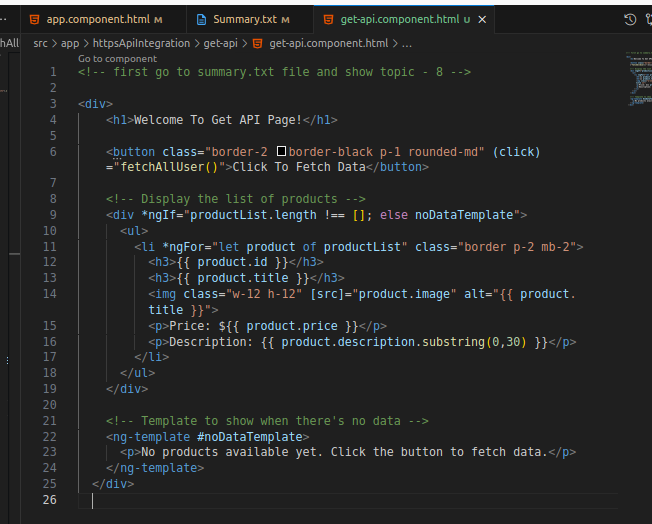 app.component.html M
Summary.txt M
get-api.component.html U
hAll
src > app > httpsApiIntegration > get-api > get-api.component.html > ...
Go to component
1 <!-- first go to summary.txt file and show topic - 8 -->
2
3 <div>
4 <h1>Welcome To Get API Page!</h1>
5
6 <button class="border-2 border-black p-1 rounded-md" (click)
="fetchAllUser()">Click To Fetch Data</button>
7
8 <!-- Display the list of products -->
9 <div *ngIf="productList.length !== []; else noDataTemplate">
10 <ul>
11 <li *ngFor="let product of productList" class="border p-2 mb-2">
12 <h3>{{ product.id }}</h3>
13 <h3>{{ product.title }}</h3>
14 <img class="w-12 h-12" [src]="product.image" alt="{{ product.
title }}">
15 <p>Price: ${{ product.price }}</p>
16 <p>Description: {{ product.description.substring(0,30) }}</p>
17 </li>
18 </ul>
19 </div>
20
21 <!-- Template to show when there's no data -->
22 <ng-template #noDataTemplate>
23 <p>No products available yet. Click the button to fetch data.</p>
24 </ng-template>
25 </div>
26